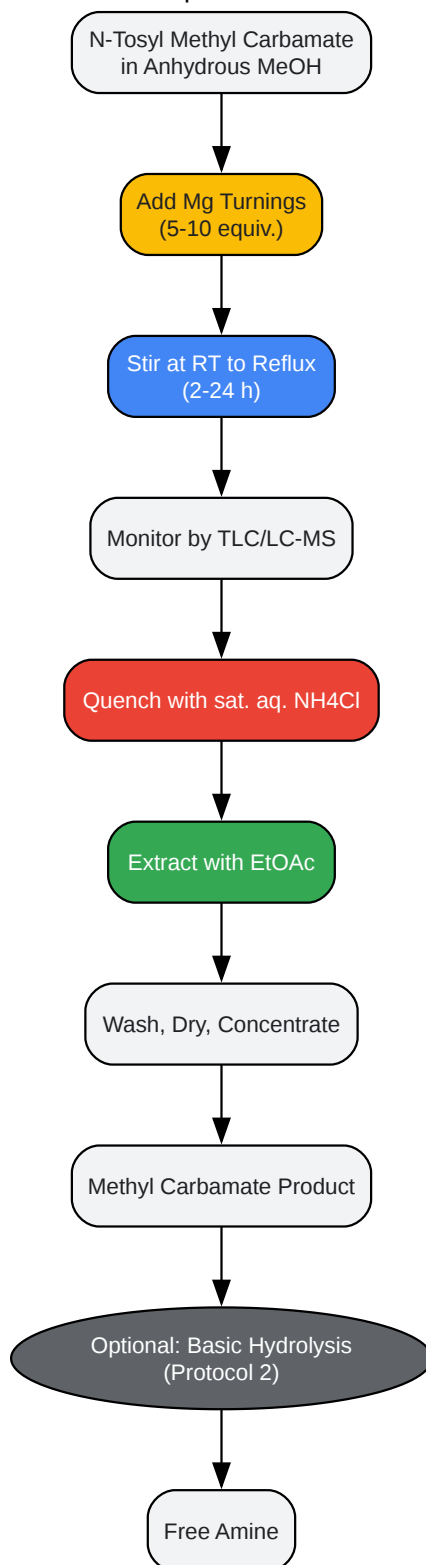 N-Tosyl Methyl Carbamate
in Anhydrous MeOH
Add Mg Turnings
(5-10 equiv.)
Stir at RT to Reflux
(2-24 h)
Monitor by TLC/LC-MS
Quench with sat. aq. NH4Cl
Extract with EtOAc
Wash, Dry, Concentrate
Methyl Carbamate Product
Optional: Basic Hydrolysis
(Protocol 2)
Free Amine